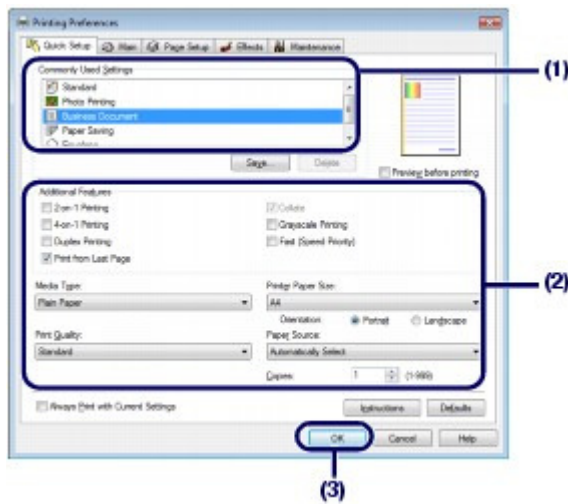 Printing Preferences
Quick Setup Main Page Setup Effects Maintenance
Commonly Used Settings
Standard
Photo Printing
Business Document
Paper Saving
Envelope
Save... Delete
Preview before printing
Additional Features
2-on-1 Printing
4-on-1 Printing
Duplex Printing
Print from Last Page
Collate
Grayscale Printing
Fast (Speed Priority)
Media Type: Printer Paper Size:
Plain Paper A4
Orientation: Portrait Landscape
Print Quality: Paper Source:
Standard Automatically Select
Copies: 1 (1-999)
Always Print with Current Settings
Instructions Defaults
OK Cancel Help
(1)
(2)
(3)